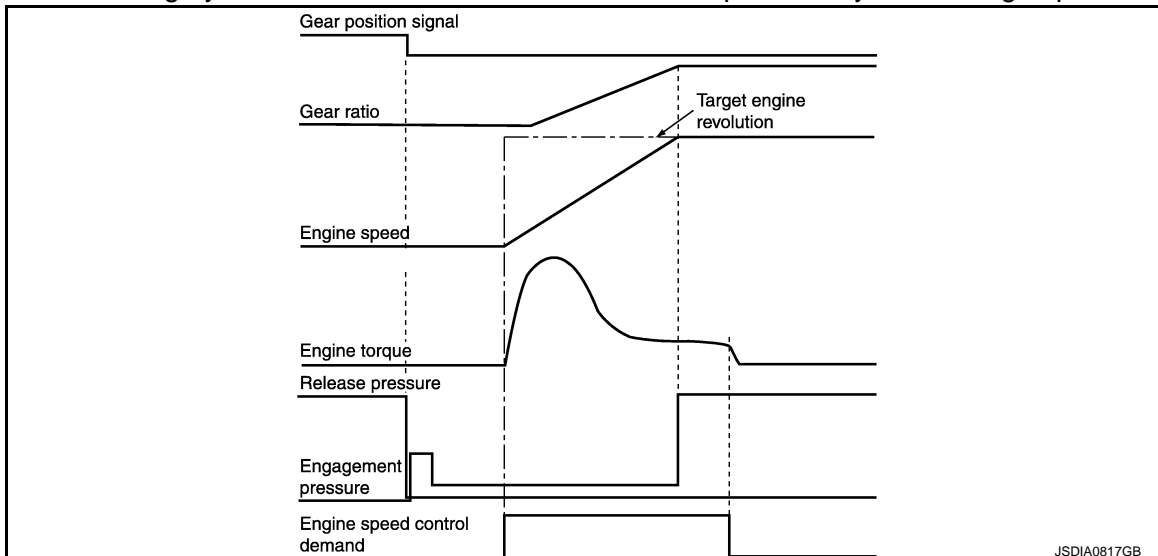 Gear position signal
Gear ratio
Target engine
revolution
Engine speed
Engine torque
Release pressure
Engagement
pressure
Engine speed control
demand
JSDIA0817GB